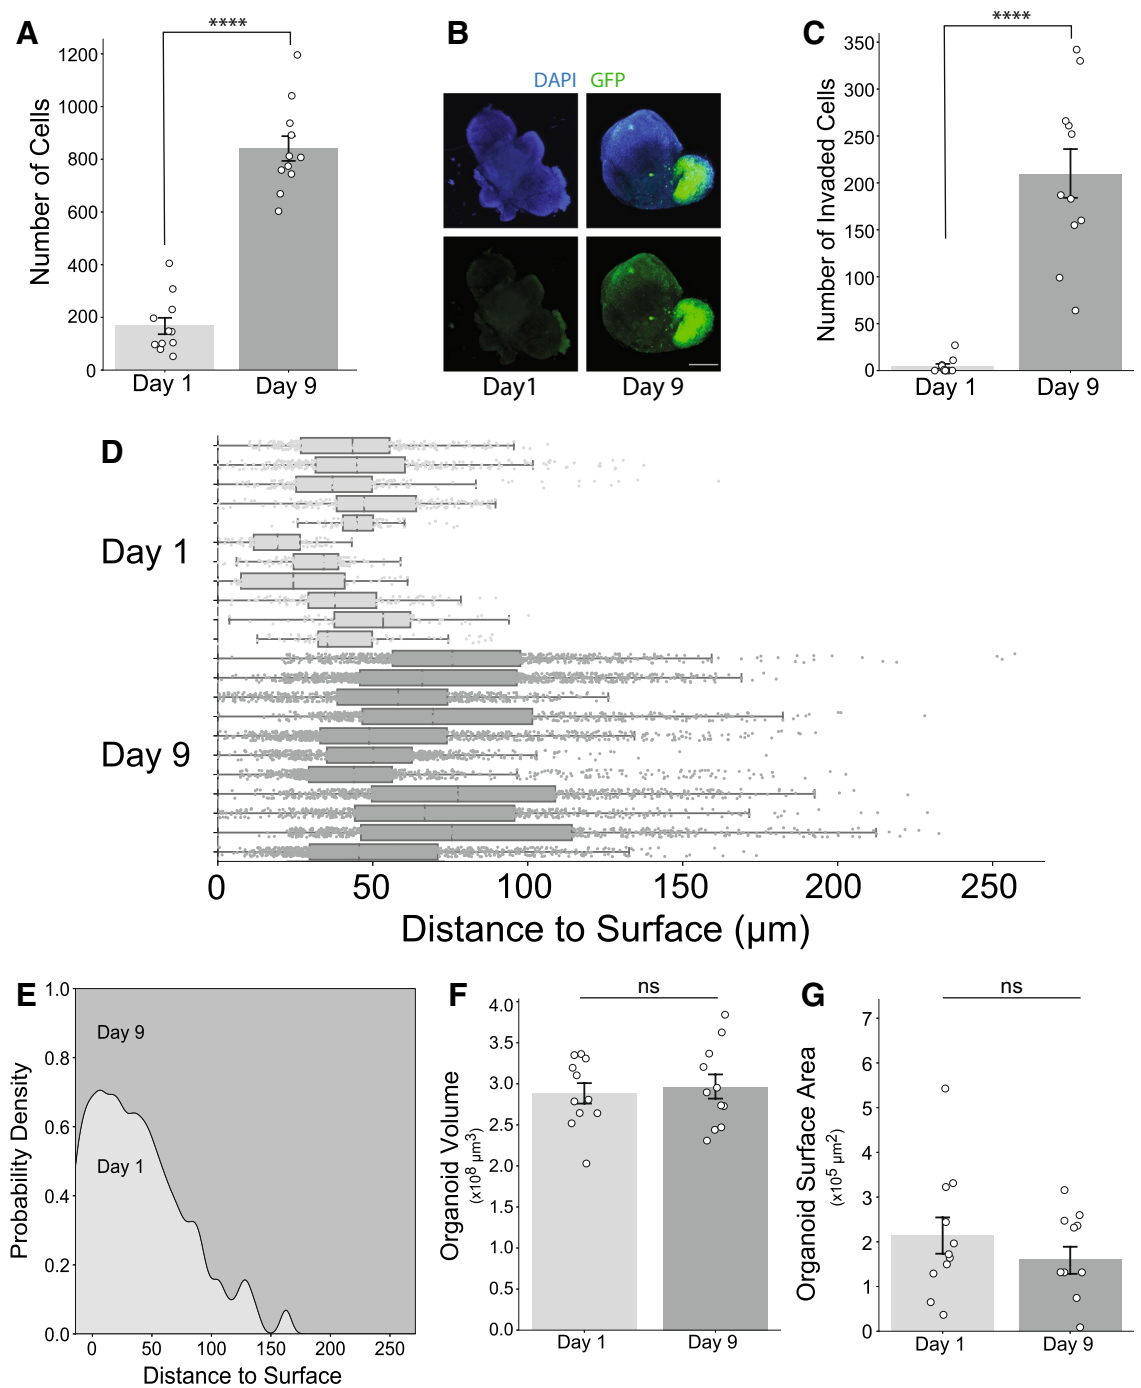 A
****
Number of Cells
1200
1000
800
600
400
200
0
Day 1
Day 9
B
DAPI GFP
Day1
Day 9
C
****
Number of Invaded Cells
350
300
250
200
150
100
50
0
Day 1
Day 9
D
Day 1
Day 9
0
50
100
150
200
250
Distance to Surface (µm)
E
Probability Density
1.0
0.8
0.6
0.4
0.2
0.0
Day 9
Day 1
0
50
100
150
200
250
Distance to Surface
F
ns
Organoid Volume
(x10⁸ µm³)
4.0
3.5
3.0
2.5
2.0
1.5
1.0
0.5
0.0
Day 1
Day 9
G
ns
Organoid Surface Area
(x10⁵ µm²)
7
6
5
4
3
2
1
0
Day 1
Day 9